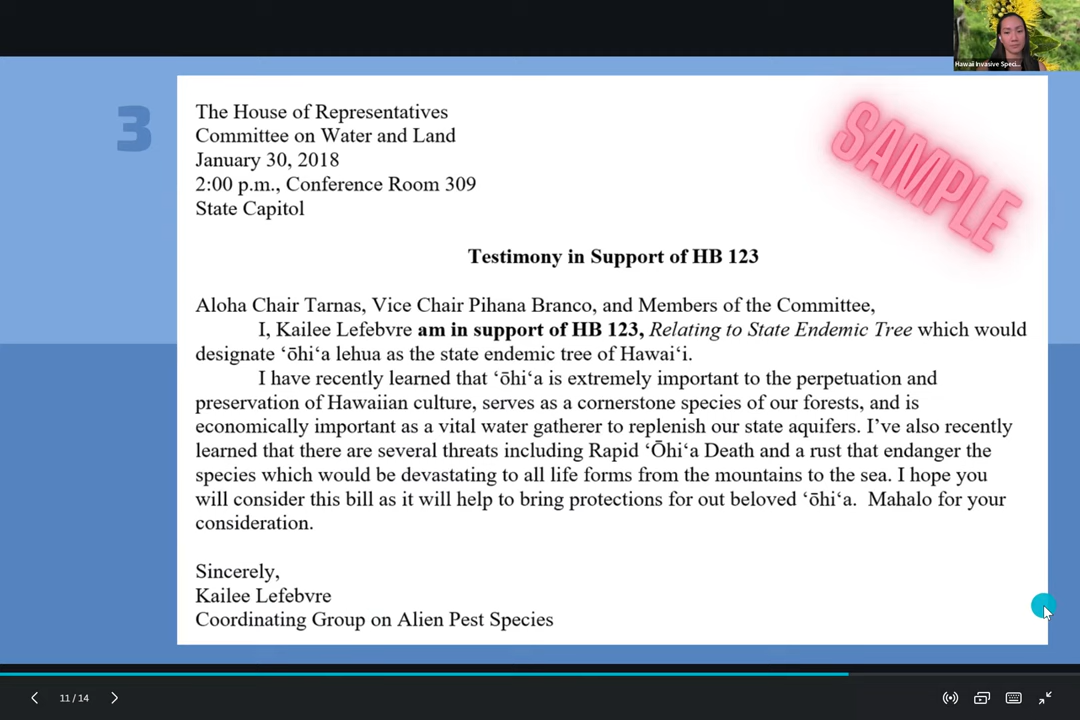 Hawaii Invasive Speci...
3
SAMPLE
The House of Representatives
Committee on Water and Land
January 30, 2018
2:00 p.m., Conference Room 309
State Capitol
Testimony in Support of HB 123
Aloha Chair Tarnas, Vice Chair Pihana Branco, and Members of the Committee,
I, Kailee Lefebvre am in support of HB 123, Relating to State Endemic Tree which would
designate ʻōhiʻa lehua as the state endemic tree of Hawaiʻi.
I have recently learned that ʻōhiʻa is extremely important to the perpetuation and
preservation of Hawaiian culture, serves as a cornerstone species of our forests, and is
economically important as a vital water gatherer to replenish our state aquifers. I’ve also recently
learned that there are several threats including Rapid ʻŌhiʻa Death and a rust that endanger the
species which would be devastating to all life forms from the mountains to the sea. I hope you
will consider this bill as it will help to bring protections for out beloved ʻōhiʻa.  Mahalo for your
consideration.
Sincerely,
Kailee Lefebvre
Coordinating Group on Alien Pest Species
11 / 14